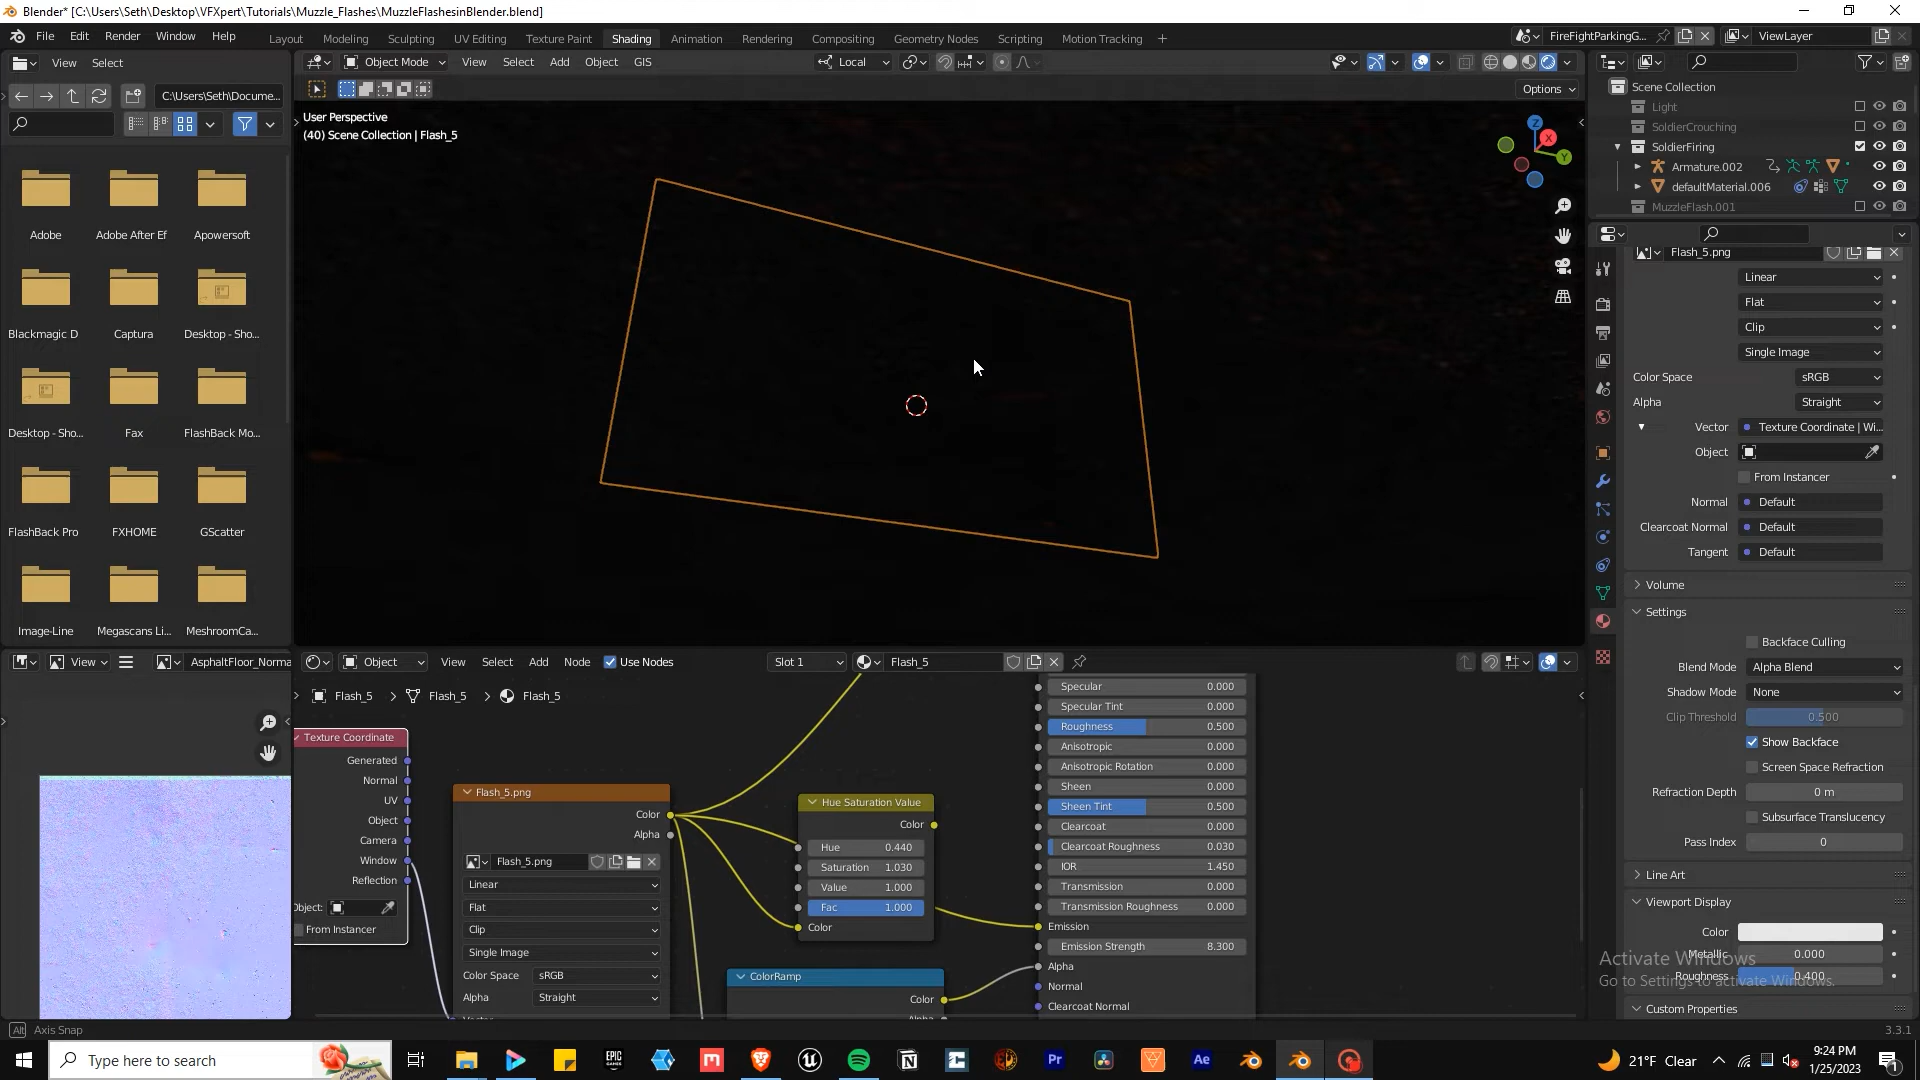 Blender* [C:\Users\Seth\Desktop\VFXpert\Tutorials\Muzzle_Flashes\MuzzleFlashesinBlender.blend]
File Edit Render Window Help
Layout Modeling Sculpting UV Editing Texture Paint Shading Animation Rendering Compositing Geometry Nodes Scripting Motion Tracking +
FireFightParkingG... ViewLayer
View Select
Object Mode View Select Add Object GIS Local
C:\Users\Seth\Docume...
Options
User Perspective
(40) Scene Collection | Flash_5
Z X Y
Scene Collection
Light
SoldierCrouching
SoldierFiring
Armature.002
defaultMaterial.006
MuzzleFlash.001
Adobe Adobe After Ef Apowersoft
Blackmagic D Captura Desktop - Sho...
Desktop - Sho... Fax FlashBack Mo...
FlashBack Pro FXHOME GScatter
Image-Line Megascans Li... MeshroomCa...
Flash_5.png
Linear
Flat
Clip
Single Image
Color Space sRGB
Alpha Straight
Vector Texture Coordinate | Wi...
Object
From Instancer
Normal Default
Clearcoat Normal Default
Tangent Default
Volume
Settings
Backface Culling
Blend Mode Alpha Blend
Shadow Mode None
Clip Threshold 0.500
Show Backface
Screen Space Refraction
Refraction Depth 0 m
Subsurface Translucency
Pass Index 0
Line Art
Viewport Display
Color
Metallic 0.000
Roughness 0.400
Custom Properties
Activate Windows
Go to Settings to activate Windows.
View AsphaltFloor_Norma
Object View Select Add Node Use Nodes Slot 1 Flash_5
Flash_5 > Flash_5 > Flash_5
Texture Coordinate
Generated
Normal
UV
Object
Camera
Window
Reflection
Object:
From Instancer
Flash_5.png
Color
Alpha
Flash_5.png
Linear
Flat
Clip
Single Image
Color Space sRGB
Alpha Straight
Vector
Hue Saturation Value
Color
Hue 0.440
Saturation 1.030
Value 1.000
Fac 1.000
Color
ColorRamp
Color
Alpha
Specular 0.000
Specular Tint 0.000
Roughness 0.500
Anisotropic 0.000
Anisotropic Rotation 0.000
Sheen 0.000
Sheen Tint 0.500
Clearcoat 0.000
Clearcoat Roughness 0.030
IOR 1.450
Transmission 0.000
Transmission Roughness 0.000
Emission
Emission Strength 8.300
Alpha
Normal
Clearcoat Normal
Alt Axis Snap
3.3.1
Type here to search
EPIC GAMES
Pr
Ae
21°F Clear
9:24 PM
1/25/2023
1